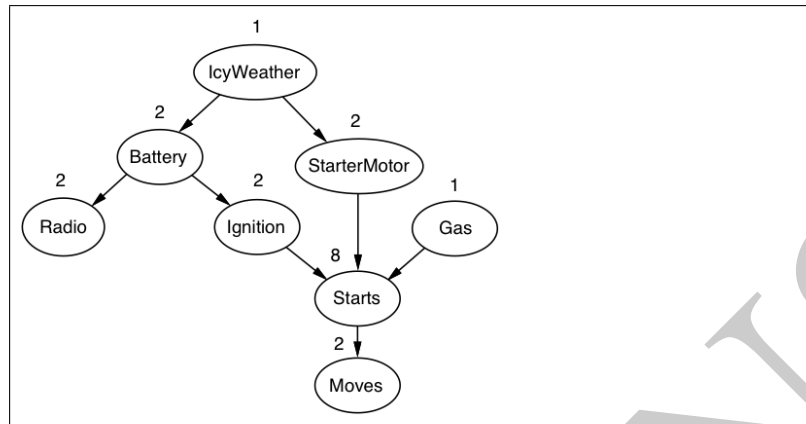 1
IcyWeather
2
2
Battery
StarterMotor
2
2
1
Radio
Ignition
Gas
8
Starts
2
Moves